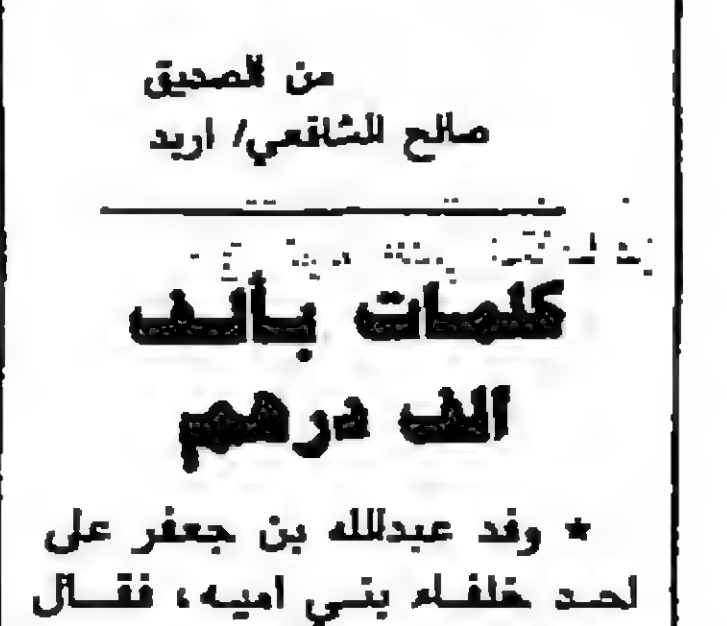 من الصديق
صالح الشافعي/ اربد
كلمات بألف
الف درهم
* وفد عبدالله بن جعفر على
احد خلفاء بني اميه، فقال